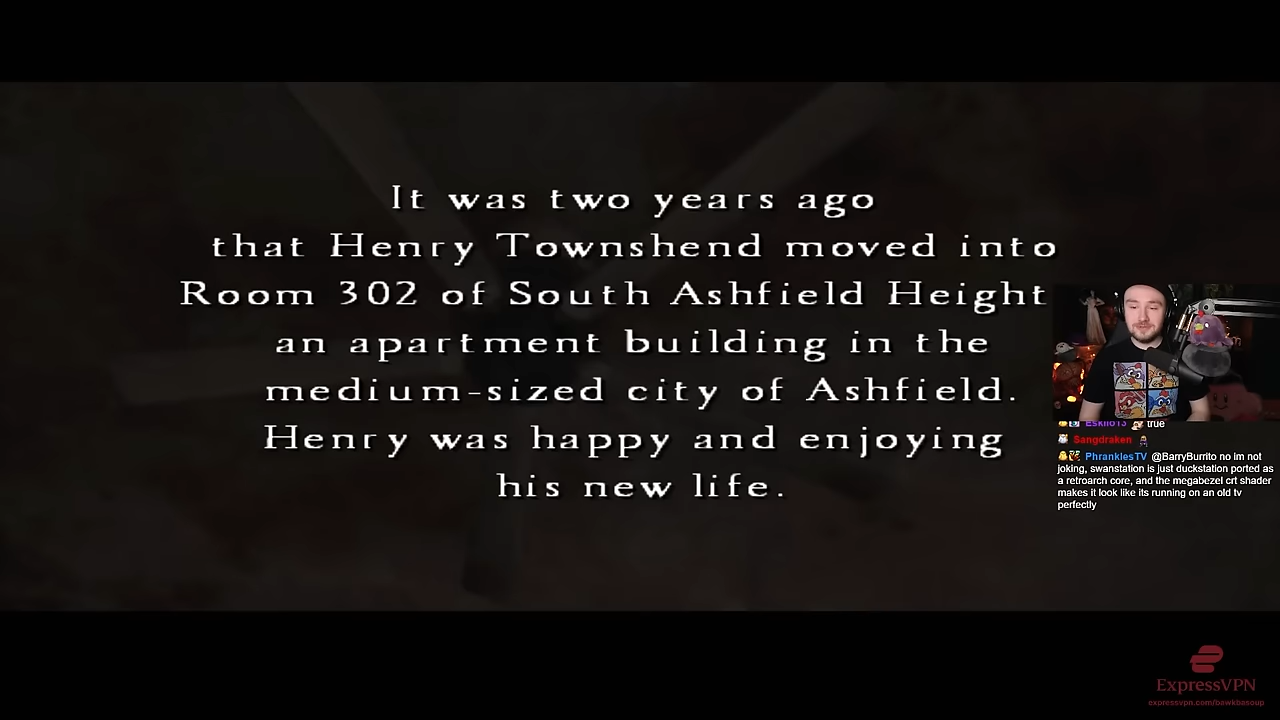 It was two years ago
that Henry Townshend moved into
Room 302 of South Ashfield Height
an apartment building in the
medium-sized city of Ashfield.
Henry was happy and enjoying
his new life.
true
Sangdraken
PhranklesTV @BarryBurrito no im not
joking, swanstation is just duckstation ported as
a retroarch core, and the megabezel crt shader
makes it look like its running on an old tv
perfectly
ExpressVPN
expressvpn.com/bawkbasoup